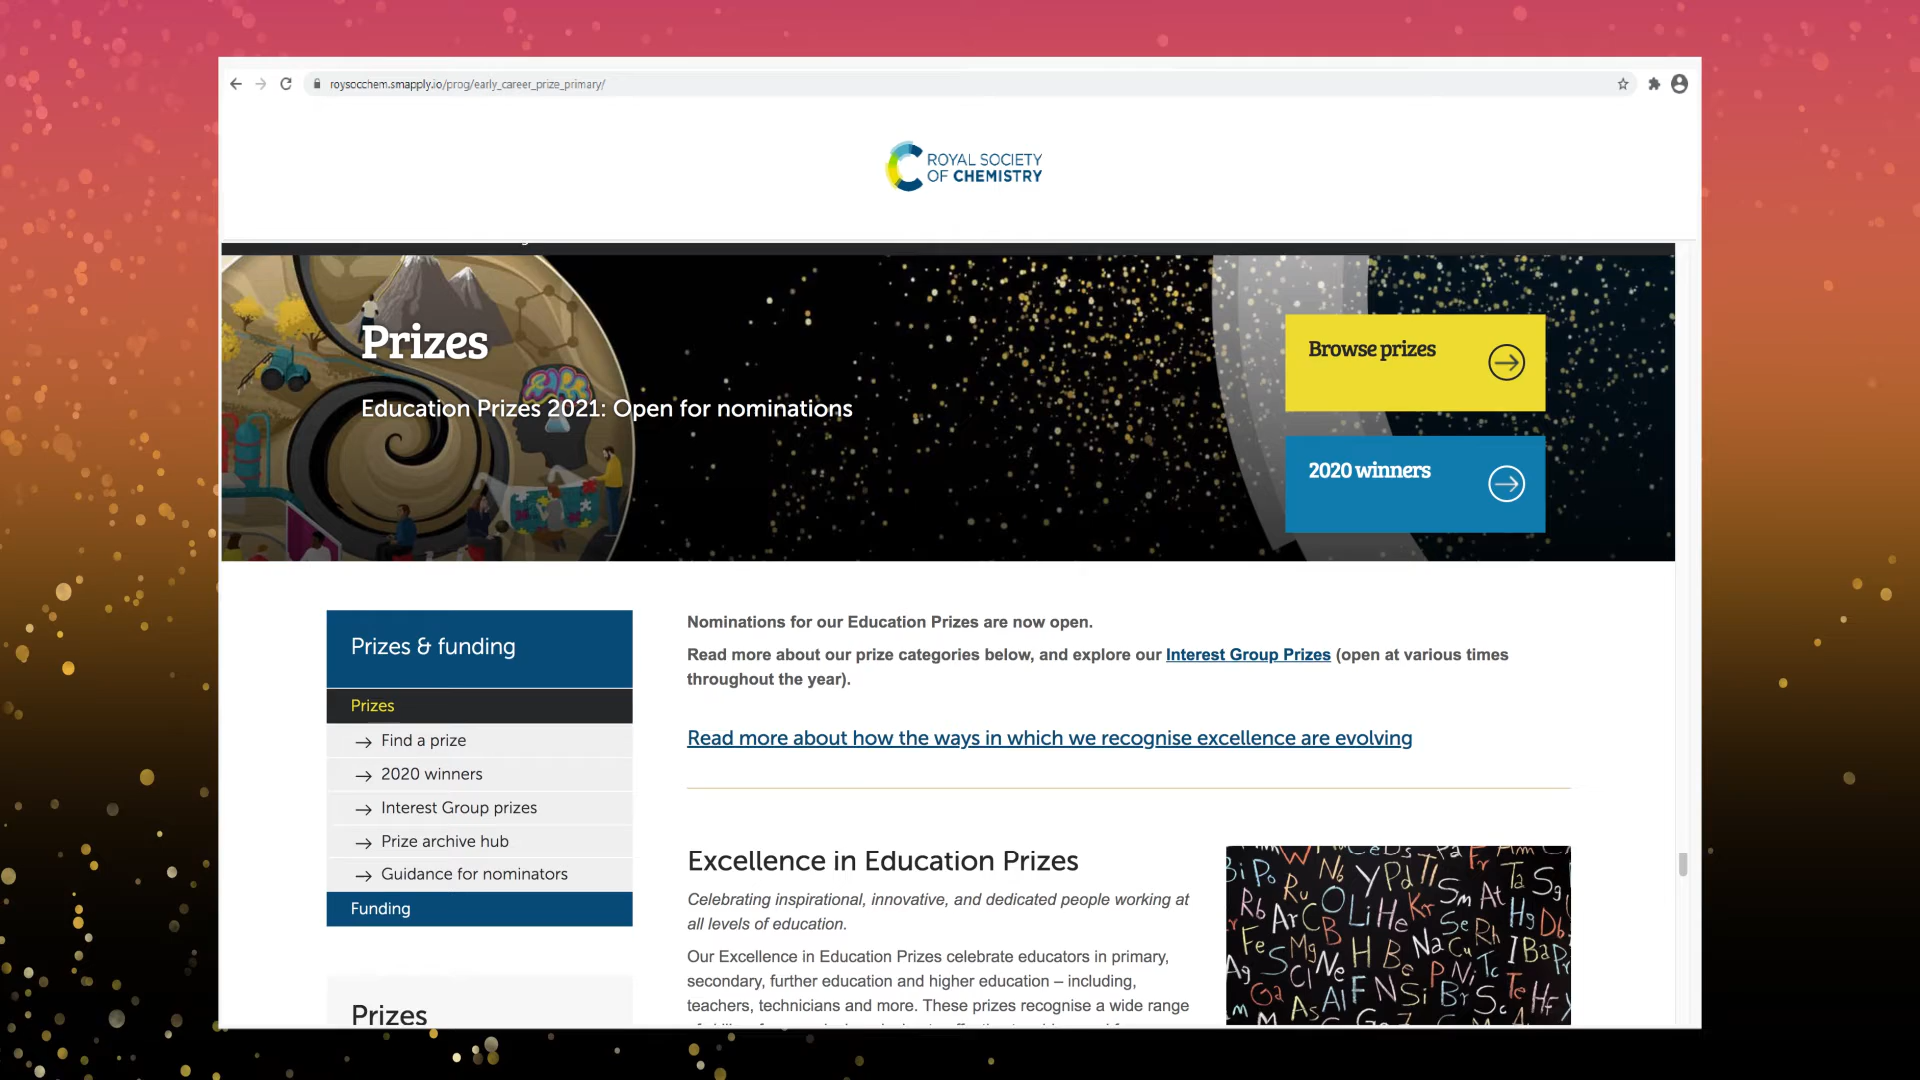 roysocchem.smapply.io/prog/early_career_prize_primary/
ROYAL SOCIETY
OF CHEMISTRY
Prizes
Education Prizes 2021: Open for nominations
Browse prizes
2020 winners
Prizes & funding
Prizes
Find a prize
2020 winners
Interest Group prizes
Prize archive hub
Guidance for nominators
Funding
Prizes
Nominations for our Education Prizes are now open.
Read more about our prize categories below, and explore our Interest Group Prizes (open at various times
throughout the year).
Read more about how the ways in which we recognise excellence are evolving
Excellence in Education Prizes
Celebrating inspirational, innovative, and dedicated people working at
all levels of education.
Our Excellence in Education Prizes celebrate educators in primary,
secondary, further education and higher education – including,
teachers, technicians and more. These prizes recognise a wide range